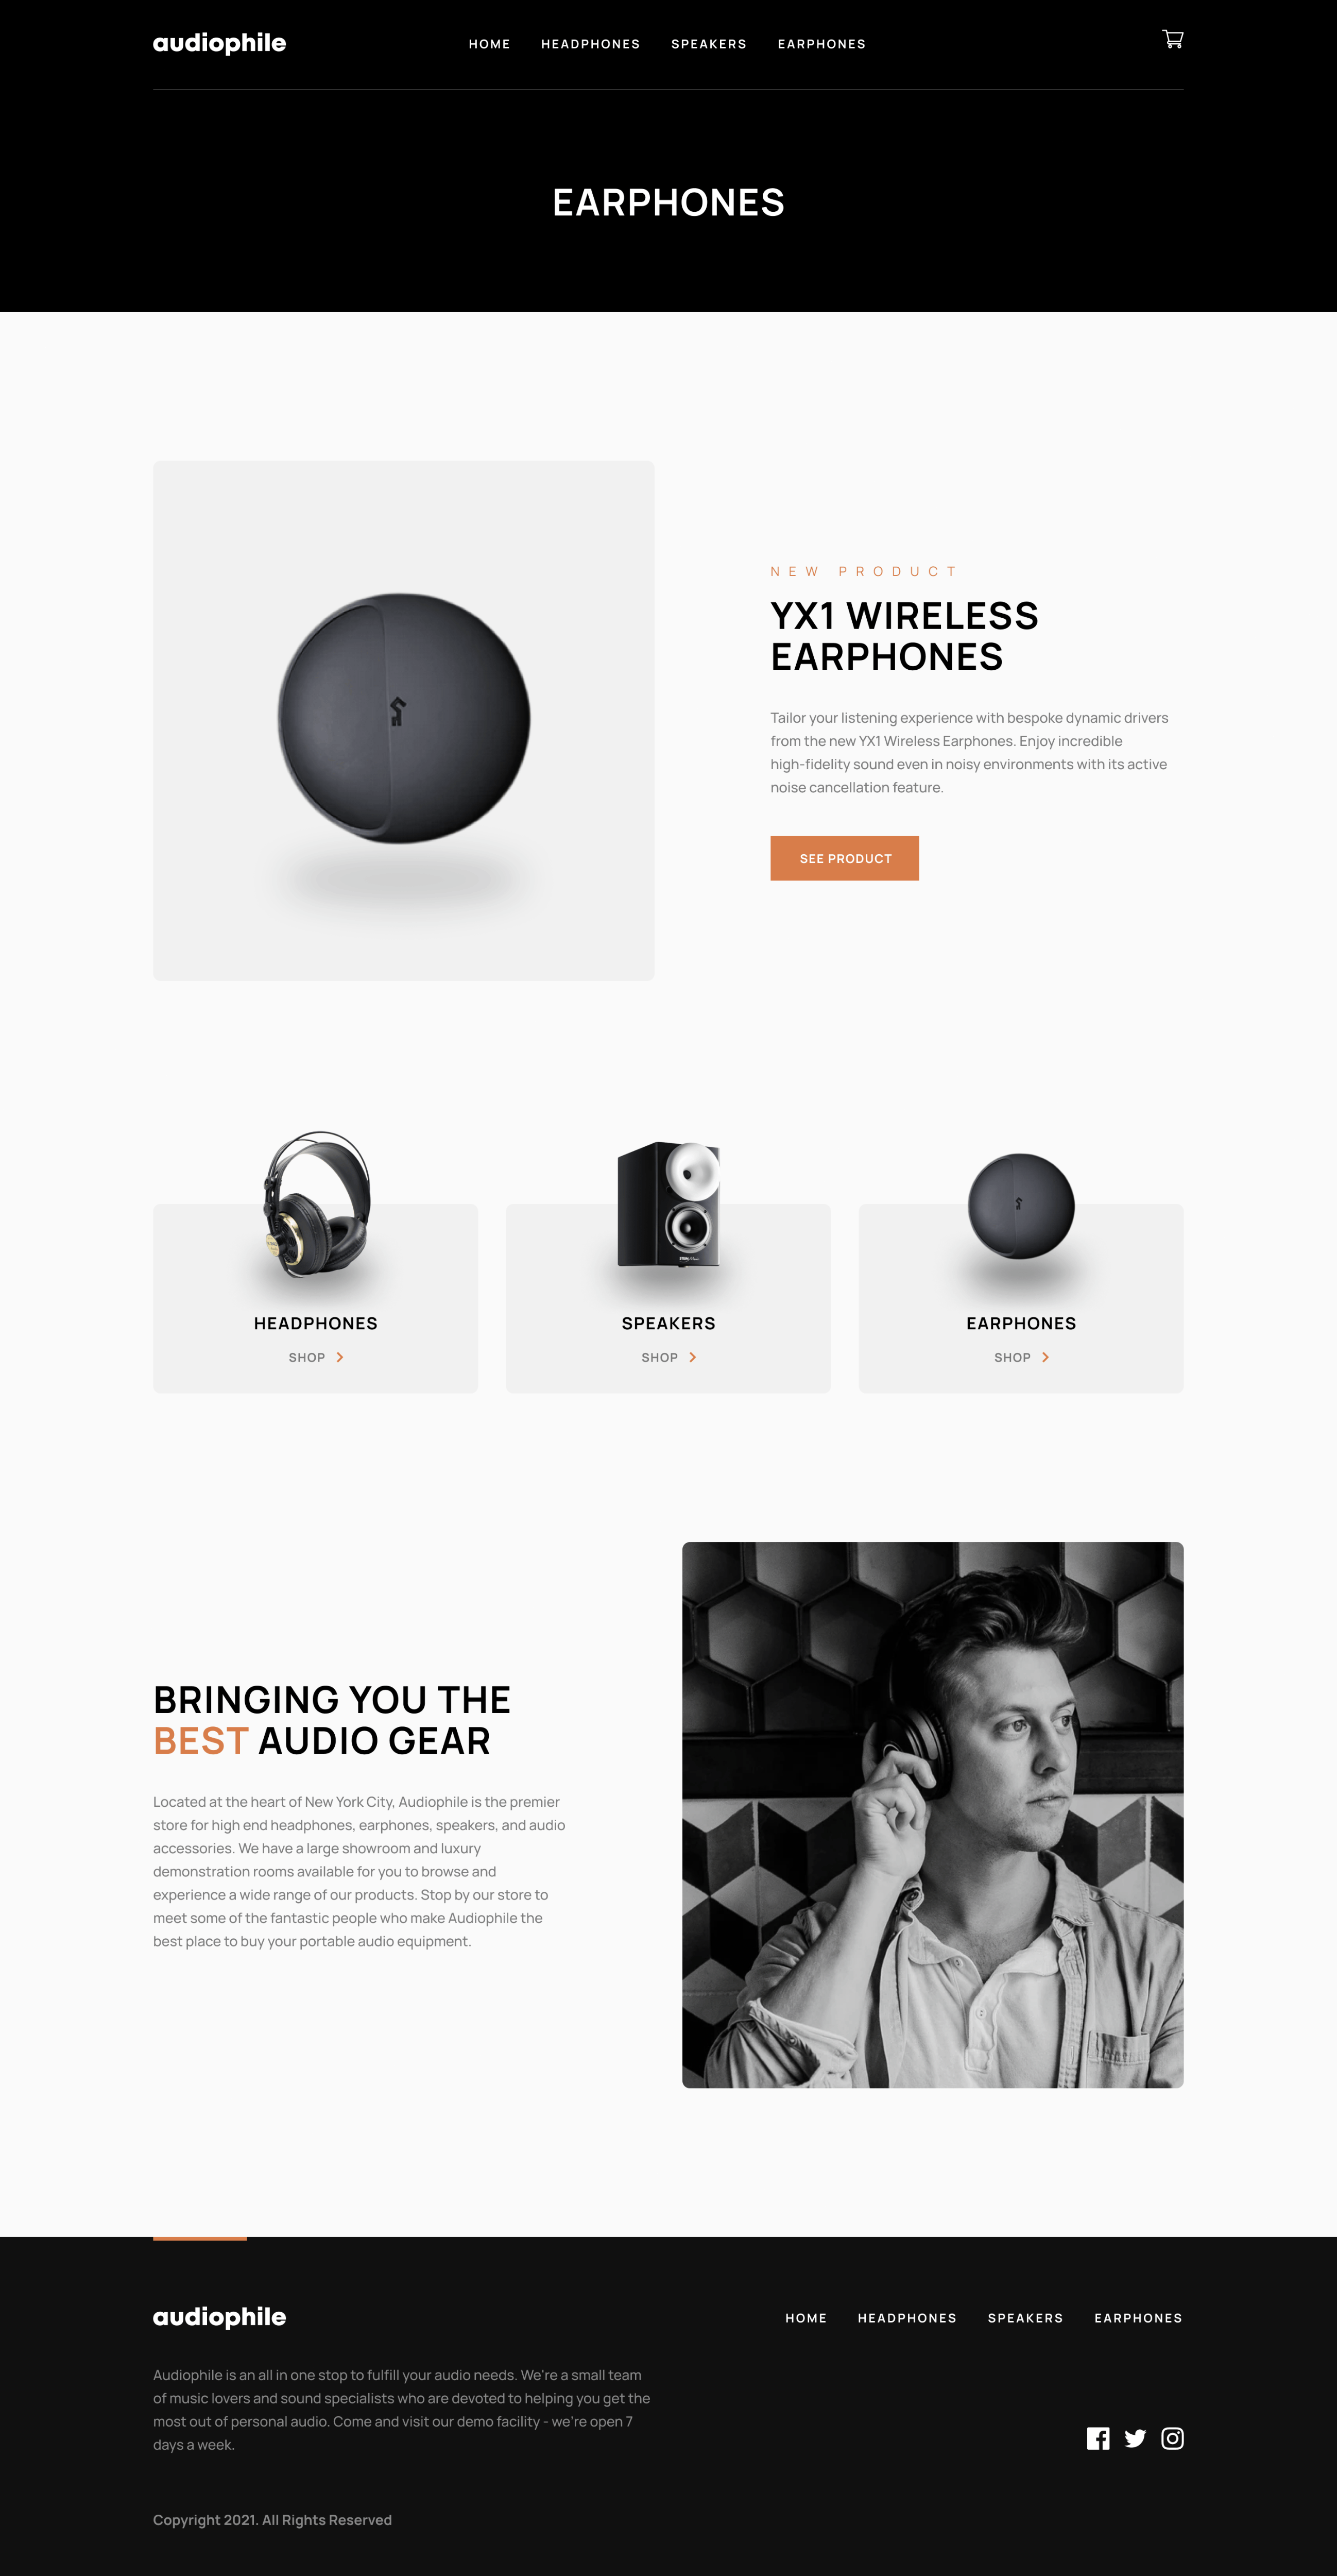 audiophile
HOME HEADPHONES SPEAKERS EARPHONES
EARPHONES
NEW PRODUCT
YX1 WIRELESS
EARPHONES
Tailor your listening experience with bespoke dynamic drivers
from the new YX1 Wireless Earphones. Enjoy incredible
high-fidelity sound even in noisy environments with its active
noise cancellation feature.
SEE PRODUCT
HEADPHONES
SHOP
SPEAKERS
SHOP
EARPHONES
SHOP
BRINGING YOU THE
BEST AUDIO GEAR
Located at the heart of New York City, Audiophile is the premier
store for high end headphones, earphones, speakers, and audio
accessories. We have a large showroom and luxury
demonstration rooms available for you to browse and
experience a wide range of our products. Stop by our store to
meet some of the fantastic people who make Audiophile the
best place to buy your portable audio equipment.
audiophile
HOME HEADPHONES SPEAKERS EARPHONES
Audiophile is an all in one stop to fulfill your audio needs. We're a small team
of music lovers and sound specialists who are devoted to helping you get the
most out of personal audio. Come and visit our demo facility - we're open 7
days a week.
Copyright 2021. All Rights Reserved